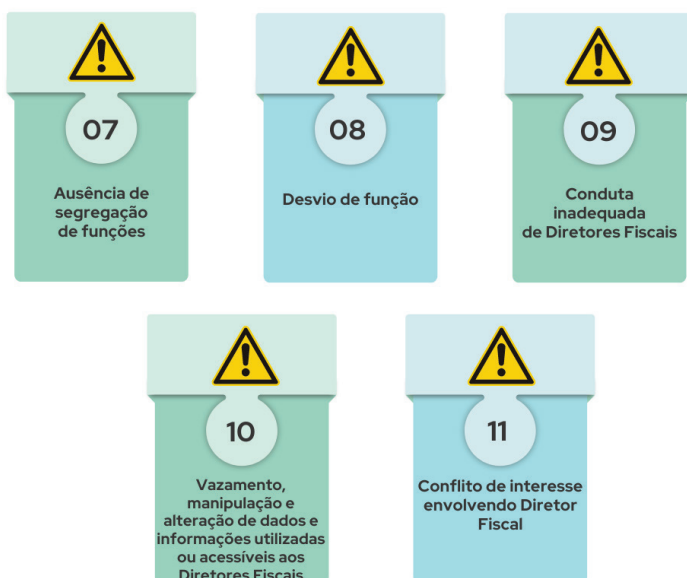 07
Ausência de
segregação
de funções
08
Desvio de função
09
Conduta
inadequada
de Diretores Fiscais
10
Vazamento,
manipulação e
alteração de dados e
informações utilizadas
ou acessíveis aos
Diretores Fiscais
11
Conflito de interesse
envolvendo Diretor
Fiscal